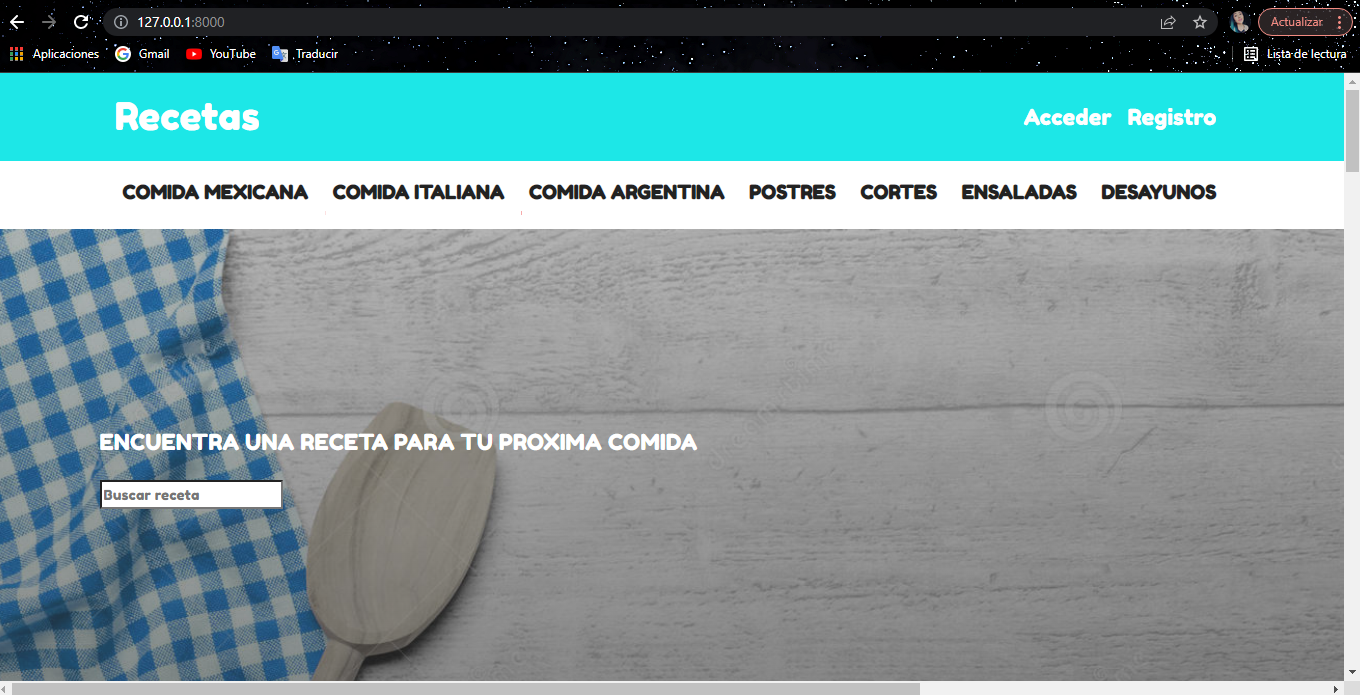 127.0.0.1:8000
Actualizar
Aplicaciones Gmail YouTube Traducir Lista de lectura
Recetas Acceder Registro
COMIDA MEXICANA COMIDA ITALIANA COMIDA ARGENTINA POSTRES CORTES ENSALADAS DESAYUNOS
ENCUENTRA UNA RECETA PARA TU PROXIMA COMIDA
Buscar receta